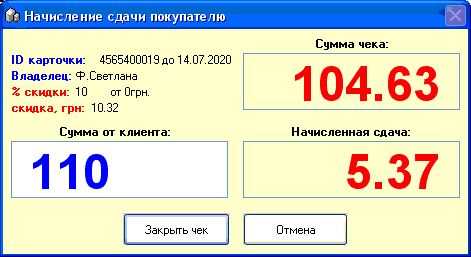 Начисление сдачи покупателю
ID карточки: 4565400019 до 14.07.2020
Владелец: Ф.Светлана
% скидки: 10 от 0грн.
скидка, грн: 10.32
Сумма чека:
104.63
Сумма от клиента:
110
Начисленная сдача:
5.37
Закрыть чек
Отмена